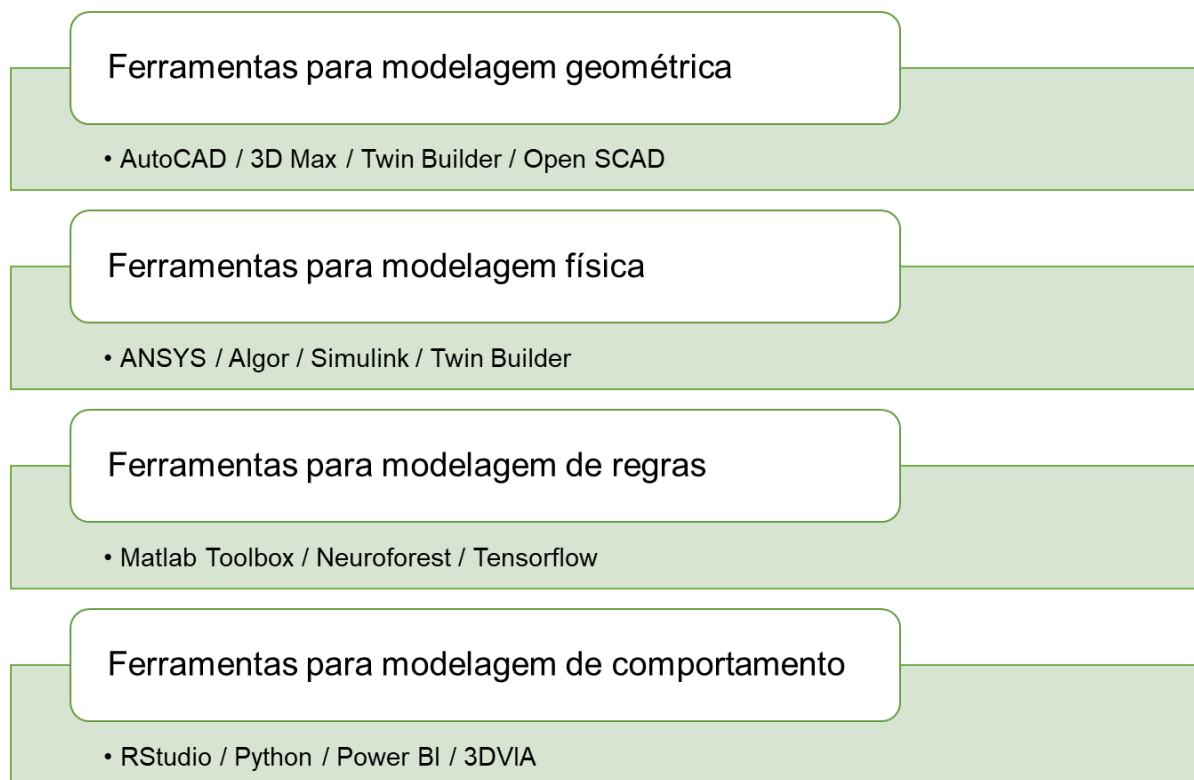 Ferramentas para modelagem geométrica
• AutoCAD / 3D Max / Twin Builder / Open SCAD
Ferramentas para modelagem física
• ANSYS / Algor / Simulink / Twin Builder
Ferramentas para modelagem de regras
• Matlab Toolbox / Neuroforest / Tensorflow
Ferramentas para modelagem de comportamento
• RStudio / Python / Power BI / 3DVIA